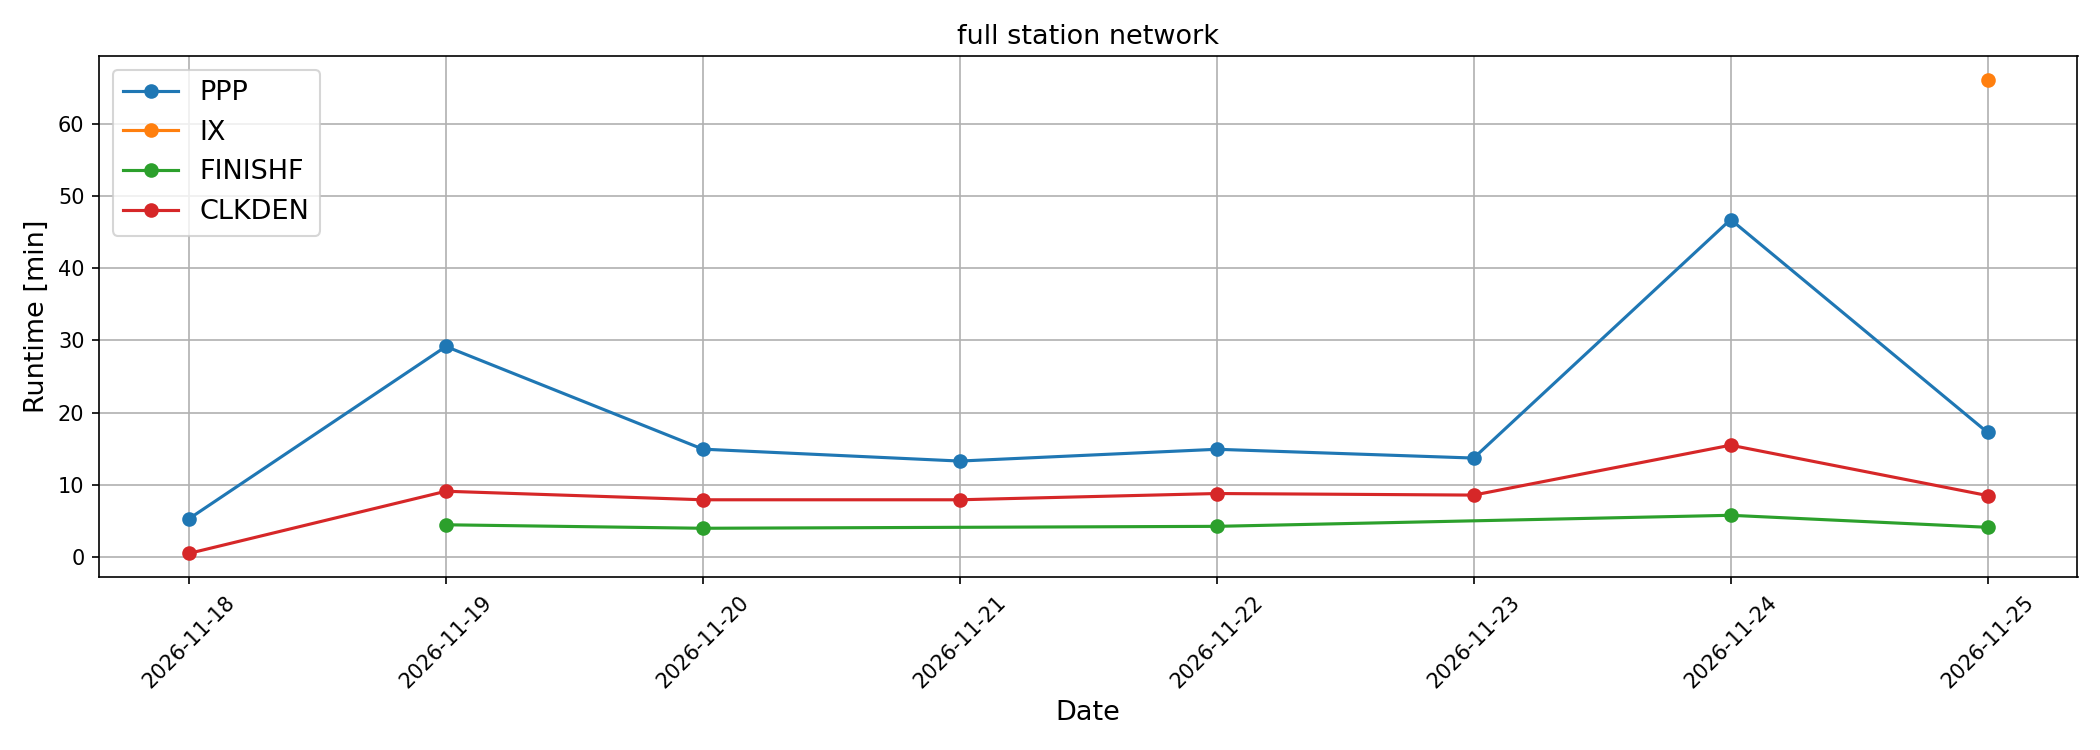 full station network
PPP
IX
FINISHF
CLKDEN
Runtime [min]
60
50
40
30
20
10
0
2026-11-18
2026-11-19
2026-11-20
2026-11-21
2026-11-22
2026-11-23
2026-11-24
2026-11-25
Date